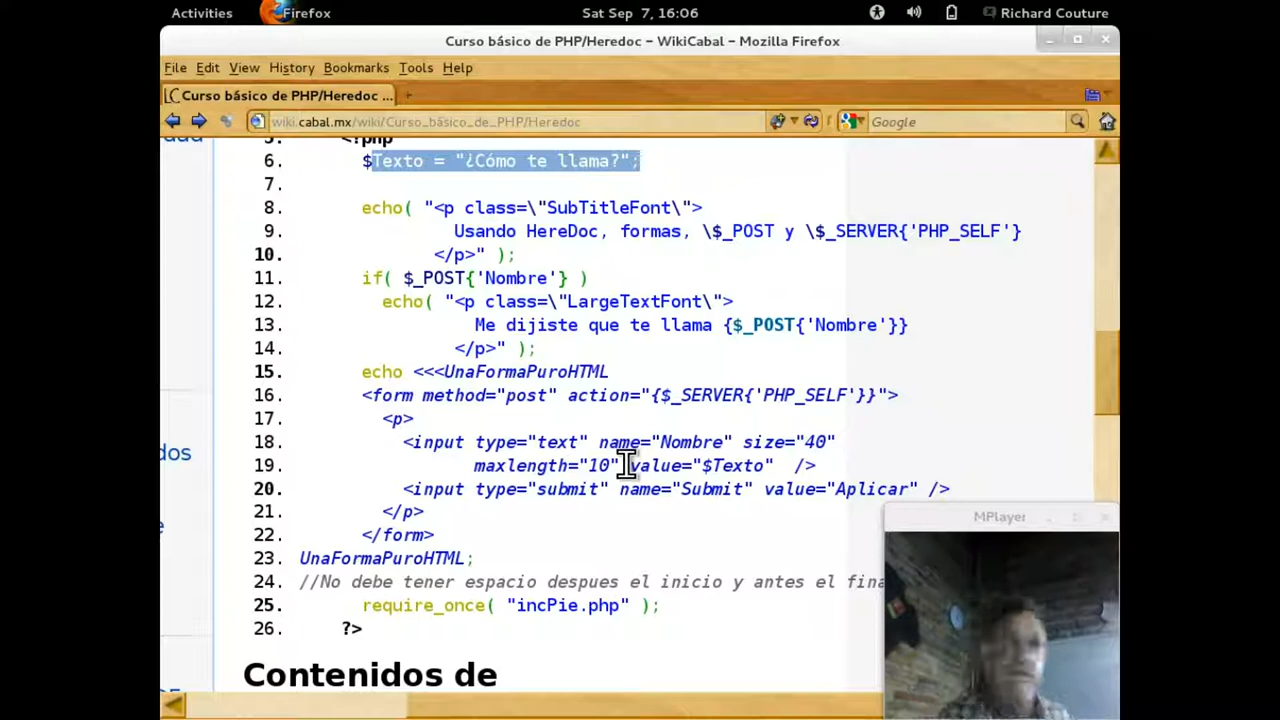 Activities Firefox Sat Sep 7, 16:06 Richard Couture
Curso básico de PHP/Heredoc – WikiCabal – Mozilla Firefox
File Edit View History Bookmarks Tools Help
Curso básico de PHP/Heredoc ...
wiki.cabal.mx/wiki/Curso_básico_de_PHP/Heredoc Google
5. <?php
6. $Texto = "¿Cómo te llama?";
7.
8. echo( "<p class=\"SubTitleFont\">
9. Usando HereDoc, formas, \$_POST y \$_SERVER{'PHP_SELF'}
10. </p>" );
11. if( $_POST{'Nombre'} )
12. echo( "<p class=\"LargeTextFont\">
13. Me dijiste que te llama {$_POST{'Nombre'}}
14. </p>" );
15. echo <<<UnaFormaPuroHTML
16. <form method="post" action="{$_SERVER{'PHP_SELF'}}">
17. <p>
18. <input type="text" name="Nombre" size="40"
19. maxlength="10" value="$Texto" />
20. <input type="submit" name="Submit" value="Aplicar" />
21. </p>
22. </form>
23. UnaFormaPuroHTML;
24. //No debe tener espacio despues el inicio y antes el fina
25. require_once( "incPie.php" );
26. ?>
Contenidos de
MPlayer